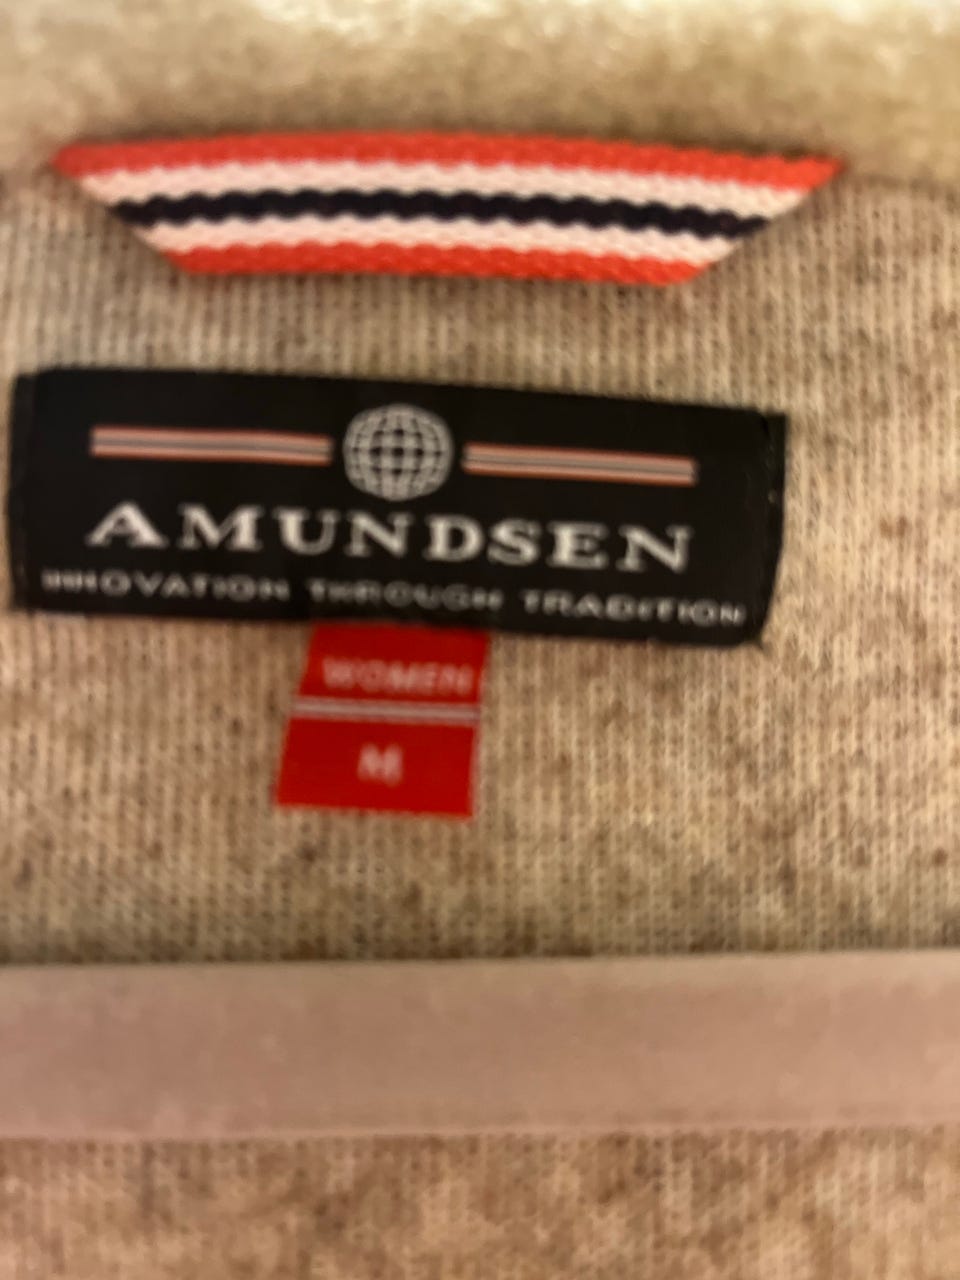 AMUNDSEN
INNOVATION THROUGH TRADITION
WOMEN
M